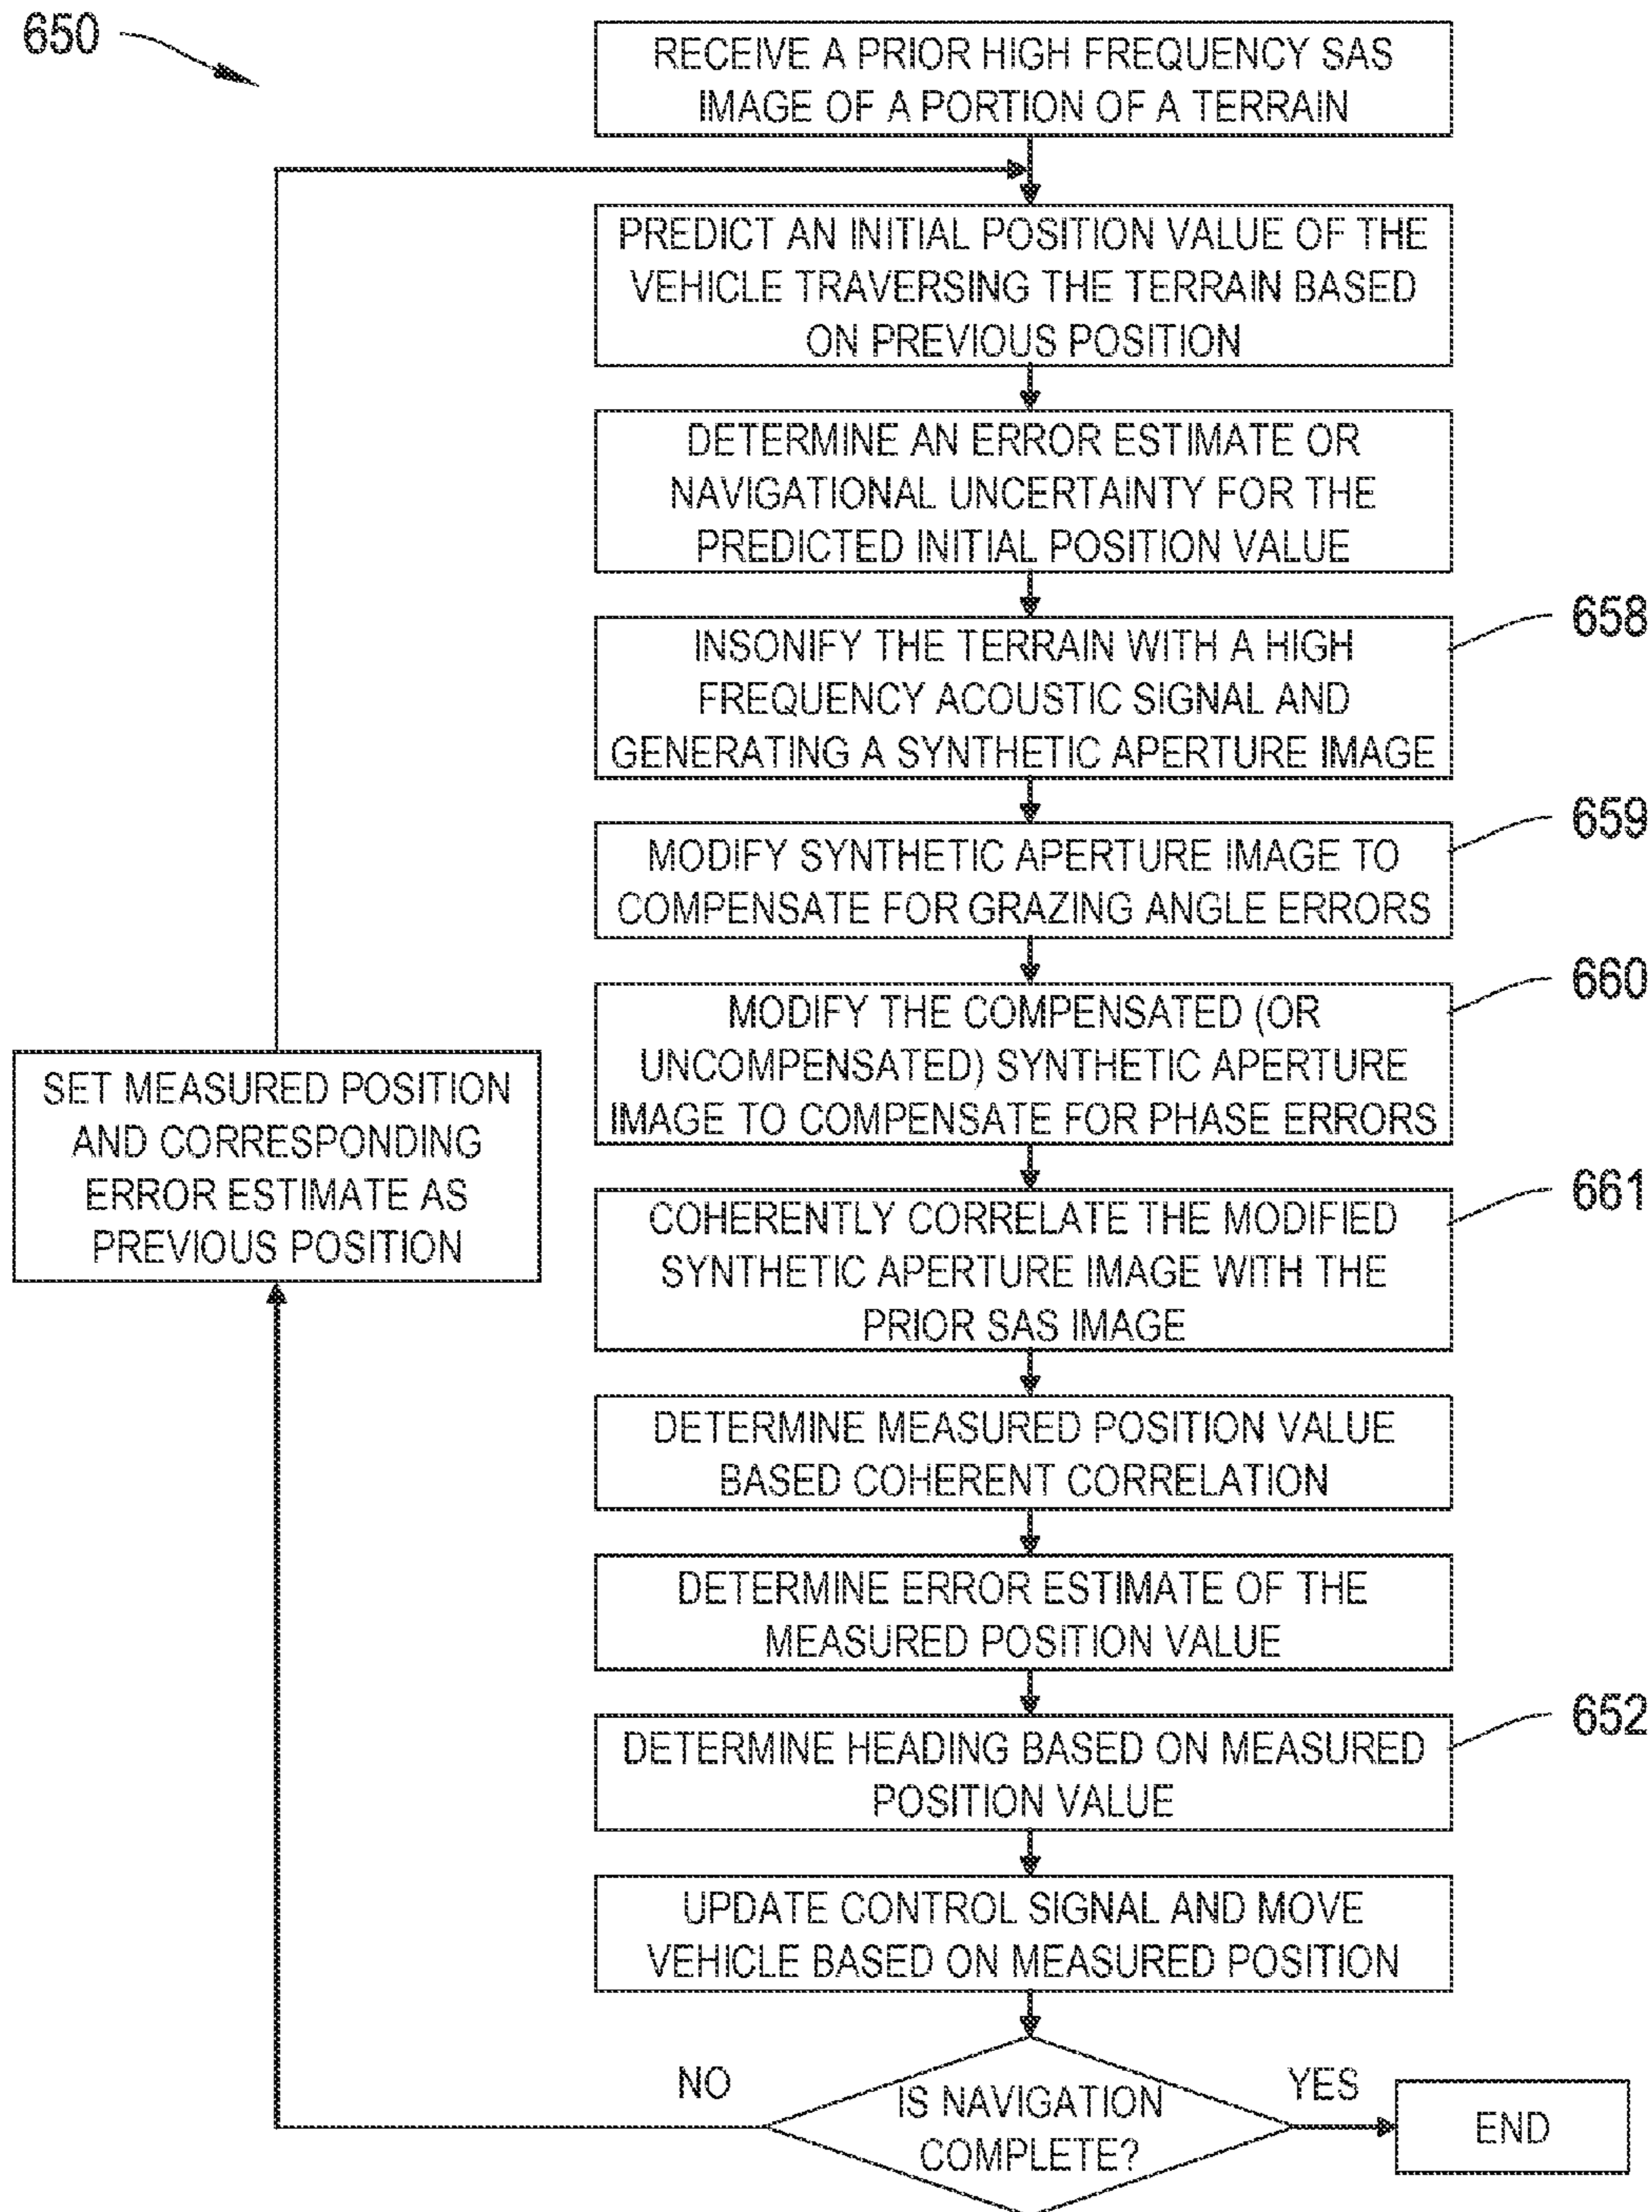 650
RECEIVE A PRIOR HIGH FREQUENCY SAS
IMAGE OF A PORTION OF A TERRAIN
PREDICT AN INITIAL POSITION VALUE OF THE
VEHICLE TRAVERSING THE TERRAIN BASED
ON PREVIOUS POSITION
DETERMINE AN ERROR ESTIMATE OR
NAVIGATIONAL UNCERTAINTY FOR THE
PREDICTED INITIAL POSITION VALUE
658
INSONIFY THE TERRAIN WITH A HIGH
FREQUENCY ACOUSTIC SIGNAL AND
GENERATING A SYNTHETIC APERTURE IMAGE
659
MODIFY SYNTHETIC APERTURE IMAGE TO
COMPENSATE FOR GRAZING ANGLE ERRORS
660
MODIFY THE COMPENSATED (OR
UNCOMPENSATED) SYNTHETIC APERTURE
IMAGE TO COMPENSATE FOR PHASE ERRORS
SET MEASURED POSITION
AND CORRESPONDING
ERROR ESTIMATE AS
PREVIOUS POSITION
661
COHERENTLY CORRELATE THE MODIFIED
SYNTHETIC APERTURE IMAGE WITH THE
PRIOR SAS IMAGE
DETERMINE MEASURED POSITION VALUE
BASED COHERENT CORRELATION
DETERMINE ERROR ESTIMATE OF THE
MEASURED POSITION VALUE
652
DETERMINE HEADING BASED ON MEASURED
POSITION VALUE
UPDATE CONTROL SIGNAL AND MOVE
VEHICLE BASED ON MEASURED POSITION
NO
IS NAVIGATION
COMPLETE?
YES
END